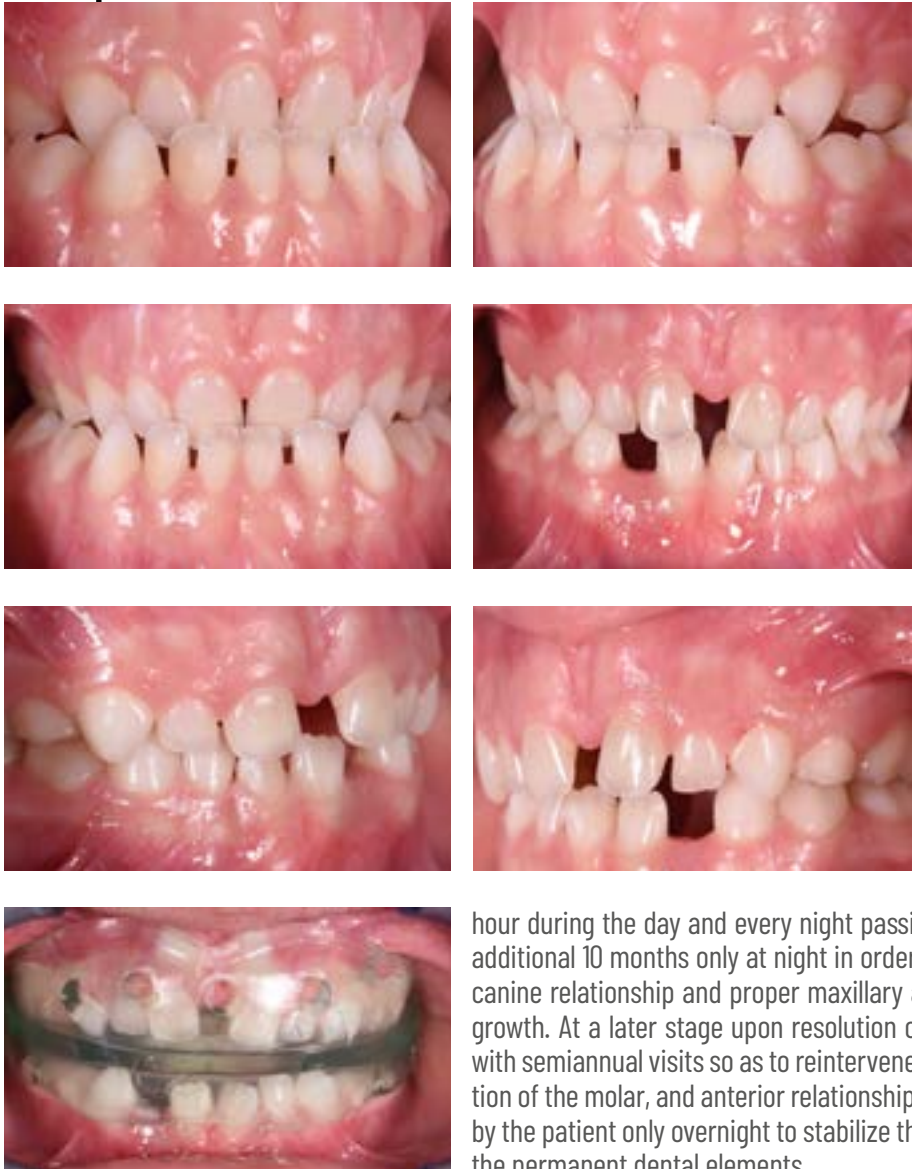 hour during the day and every night passi
additional 10 months only at night in order
canine relationship and proper maxillary
growth. At a later stage upon resolution o
with semiannual visits so as to reintervene
tion of the molar, and anterior relationship
by the patient only overnight to stabilize th
the permanent dental elements